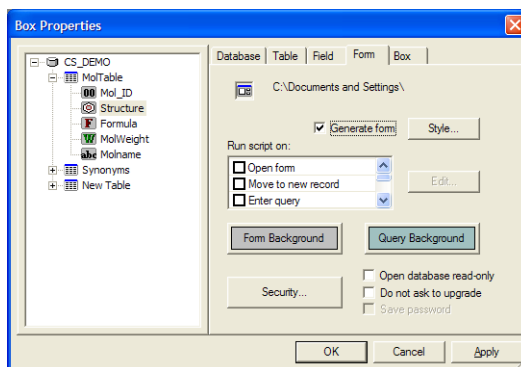 Box Properties
CS_DEMO
MolTable
00 Mol_ID
Structure
F Formula
W MolWeight
abc Molname
Synonyms
New Table
Database Table Field Form Box
C:\Documents and Settings\
Generate form
Style...
Run script on:
Open form
Move to new record
Enter query
Edit...
Form Background
Query Background
Security...
Open database read-only
Do not ask to upgrade
Save password
OK Cancel Apply